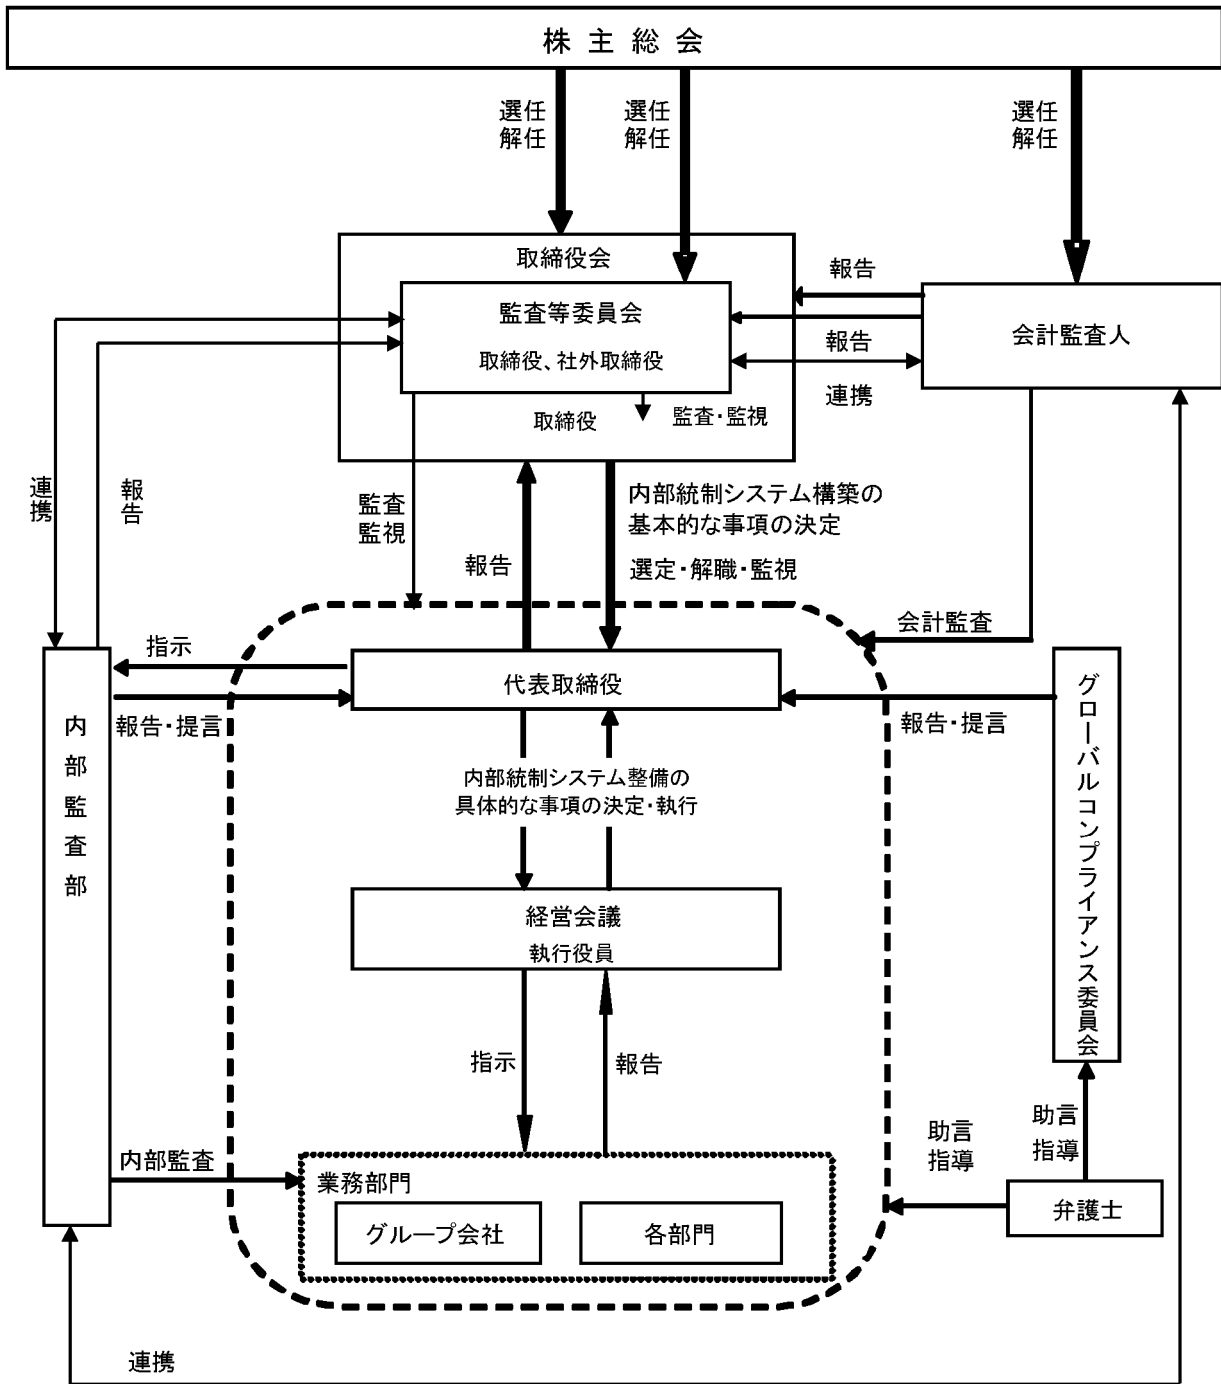 株主総会
選任
解任
選任
解任
選任
解任
取締役会
監査等委員会
取締役、社外取締役
取締役
監査・監視
報告
報告
連携
会計監査人
連携
報告
監査
監視
報告
内部統制システム構築の
基本的な事項の決定
選定・解職・監視
会計監査
指示
報告・提言
代表取締役
報告・提言
内部監査部
グローバルコンプライアンス委員会
内部統制システム整備の
具体的な事項の決定・執行
経営会議
執行役員
指示
報告
内部監査
業務部門
グループ会社
各部門
助言
指導
助言
指導
弁護士
連携